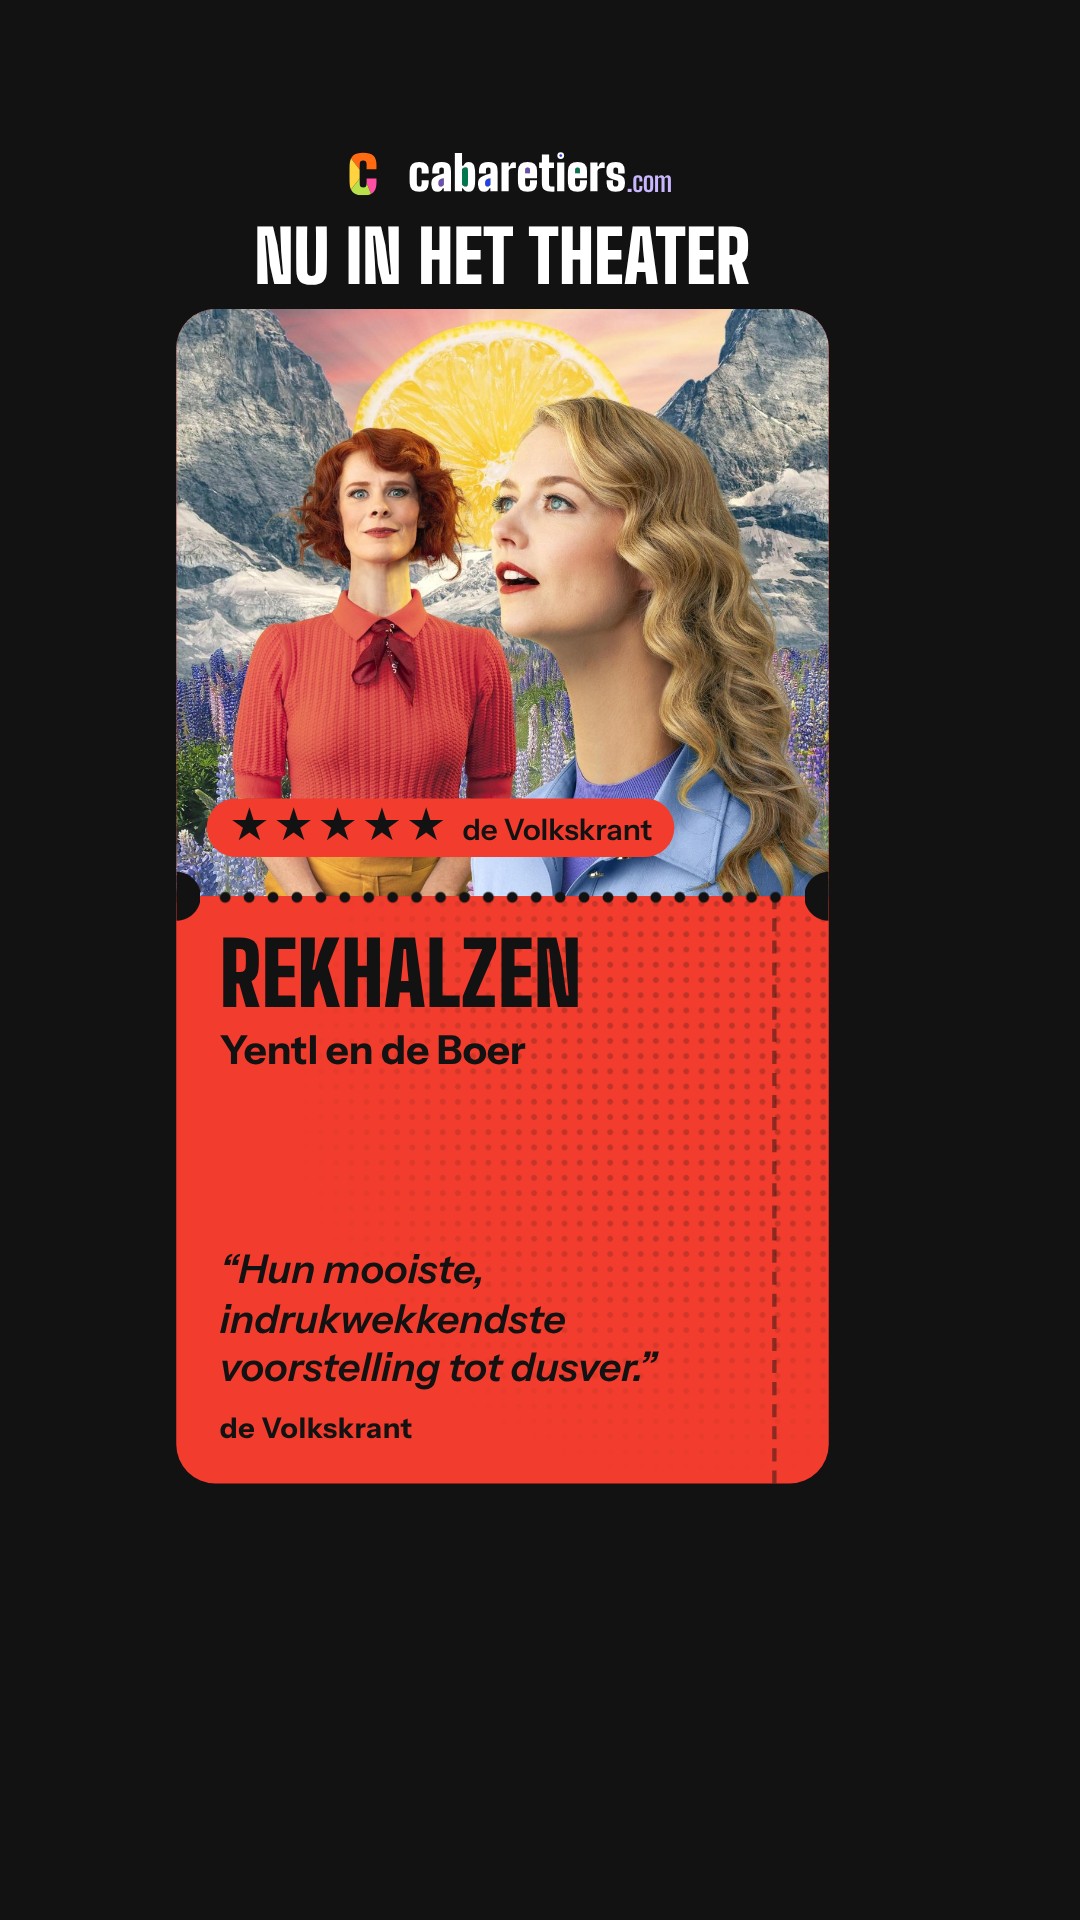 C cabaretiers.com
NU IN HET THEATER
★★★★★ de Volkskrant
REKHALZEN
Yentl en de Boer
“Hun mooiste,
indrukwekkendste
voorstelling tot dusver.”
de Volkskrant